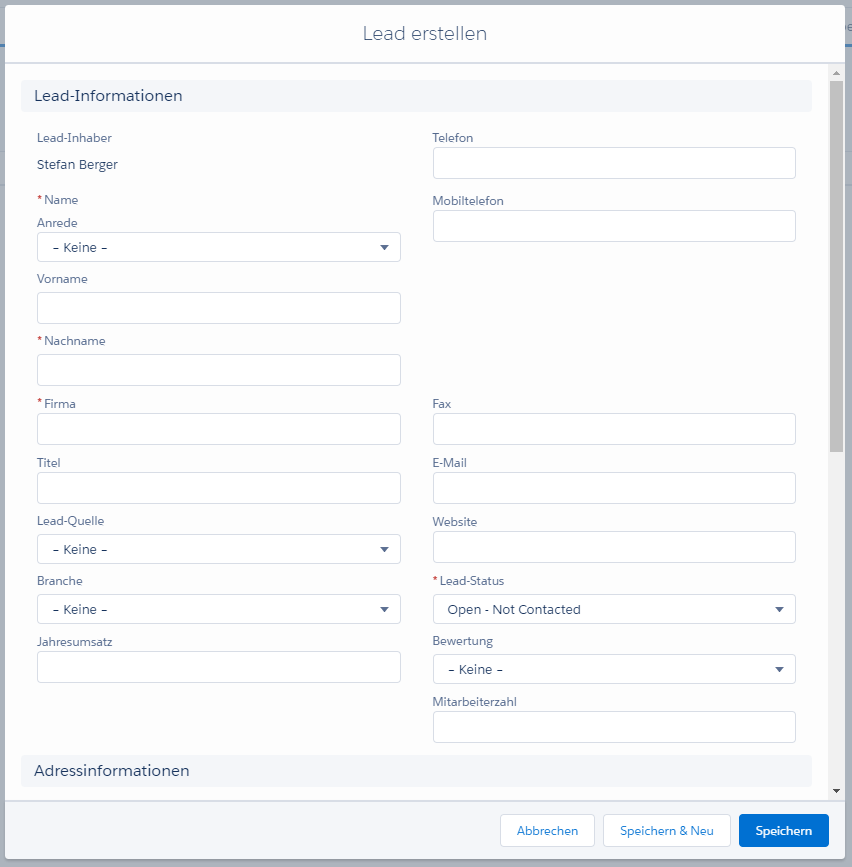 Lead erstellen
Lead-Informationen
Lead-Inhaber
Stefan Berger
* Name
Anrede
– Keine –
Vorname
* Nachname
* Firma
Titel
Lead-Quelle
– Keine –
Branche
– Keine –
Jahresumsatz
Telefon
Mobiltelefon
Fax
E-Mail
Website
* Lead-Status
Open - Not Contacted
Bewertung
– Keine –
Mitarbeiterzahl
Adressinformationen
Abbrechen
Speichern & Neu
Speichern